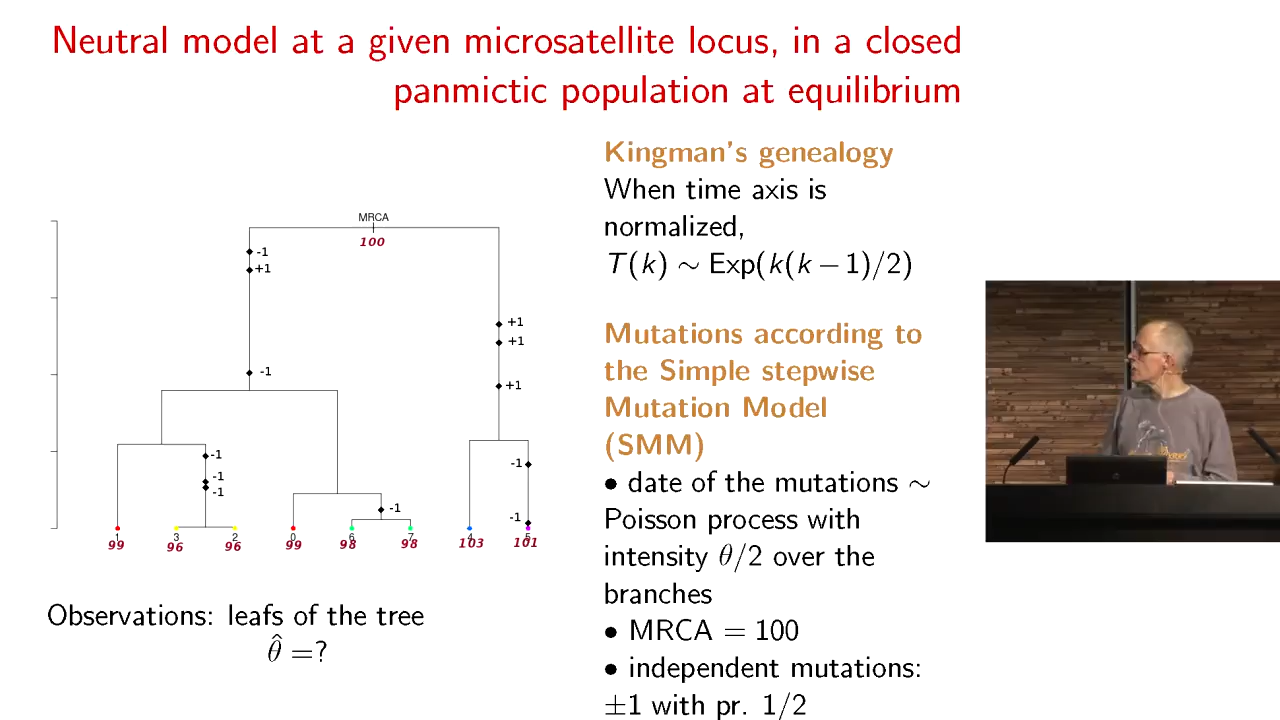 Neutral model at a given microsatellite locus, in a closed
panmictic population at equilibrium
MRCA
100
-1
+1
-1
+1
+1
+1
-1
-1
-1
-1
-1
-1
1
3
2
0
6
7
4
5
99
96
96
99
98
98
103
101
Observations: leafs of the tree
θ̂ =?
Kingman's genealogy
When time axis is
normalized,
T(k) ∼ Exp(k(k − 1)/2)
Mutations according to
the Simple stepwise
Mutation Model
(SMM)
• date of the mutations ∼
Poisson process with
intensity θ/2 over the
branches
• MRCA = 100
• independent mutations:
±1 with pr. 1/2